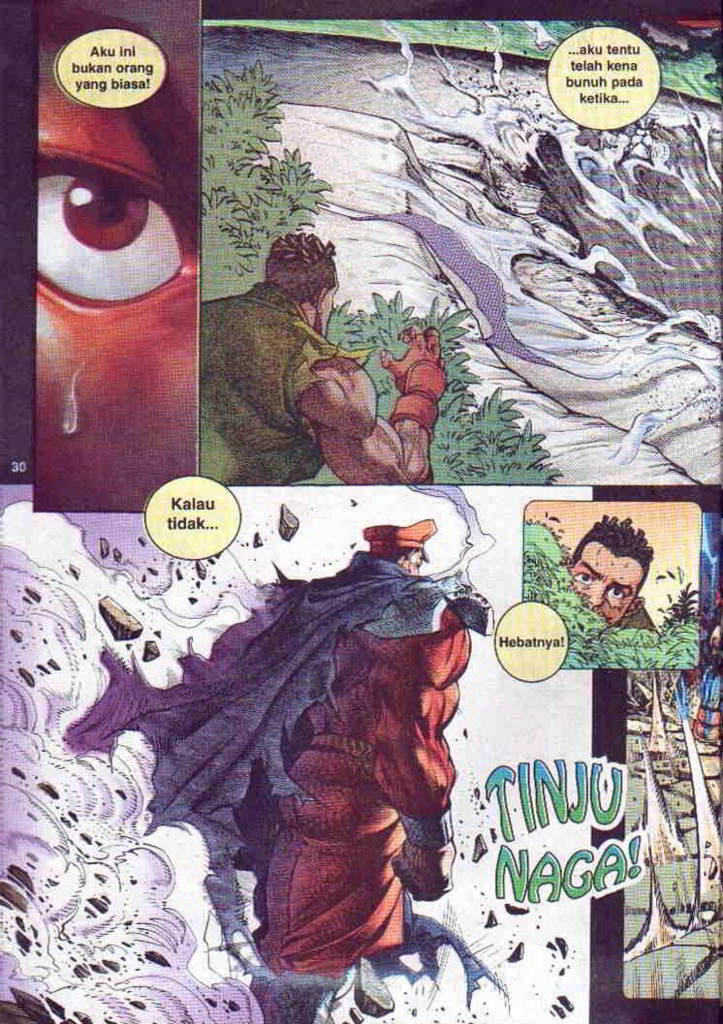 Aku ini
bukan orang
yang biasa!
...aku tentu
telah kena
bunuh pada
ketika...
30
Kalau
tidak...
Hebatnya!
TINJU
NAGA!